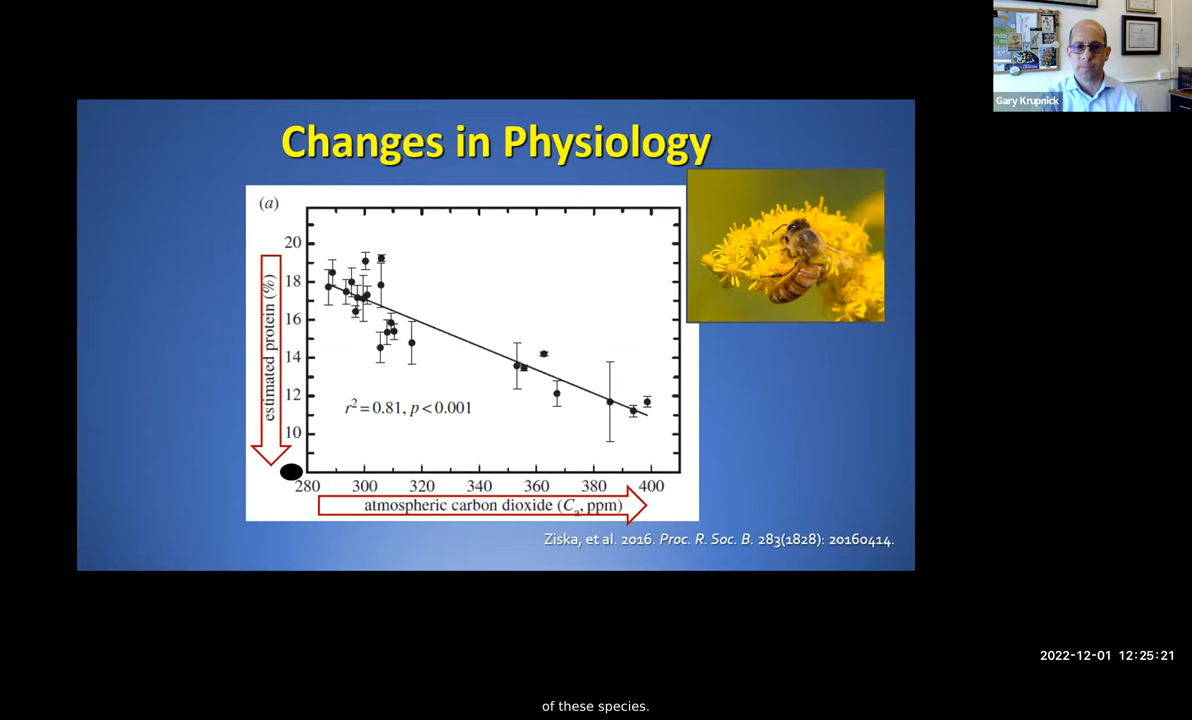 Gary Krupnick
Changes in Physiology
(a)
estimated protein (%)
20
18
16
14
12
10
r² = 0.81, p < 0.001
280 300 320 340 360 380 400
atmospheric carbon dioxide (Cₐ, ppm)
Ziska, et al. 2016. Proc. R. Soc. B. 283(1828): 20160414.
2022-12-01 12:25:21
of these species.